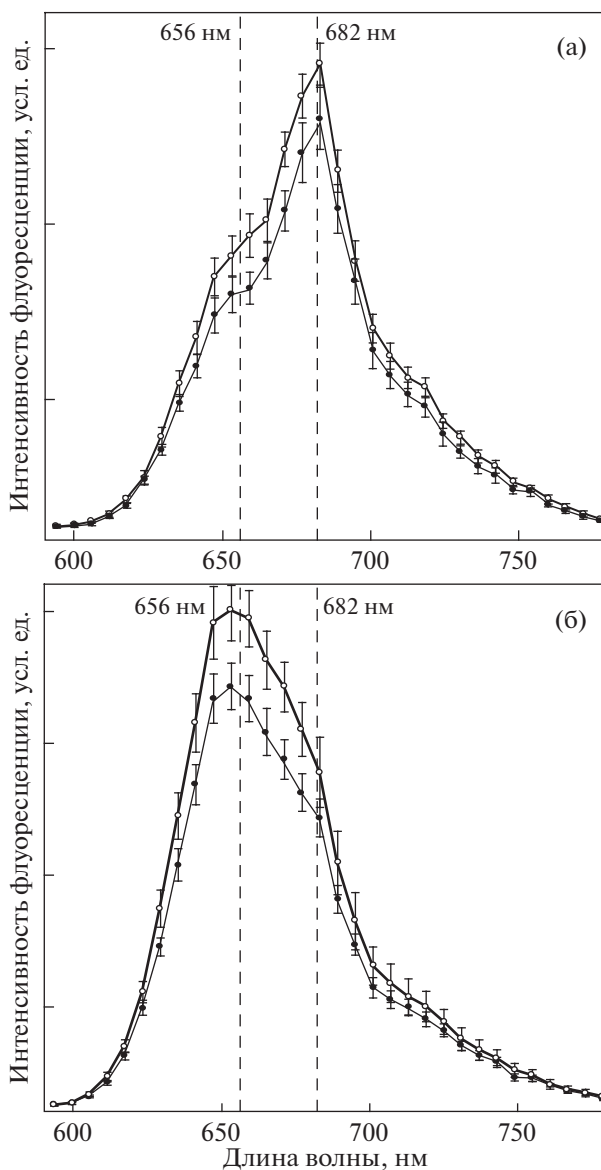 656 нм 682 нм (а)
Интенсивность флуоресценции, усл. ед.
600 650 700 750
656 нм 682 нм (б)
Интенсивность флуоресценции, усл. ед.
600 650 700 750
Длина волны, нм